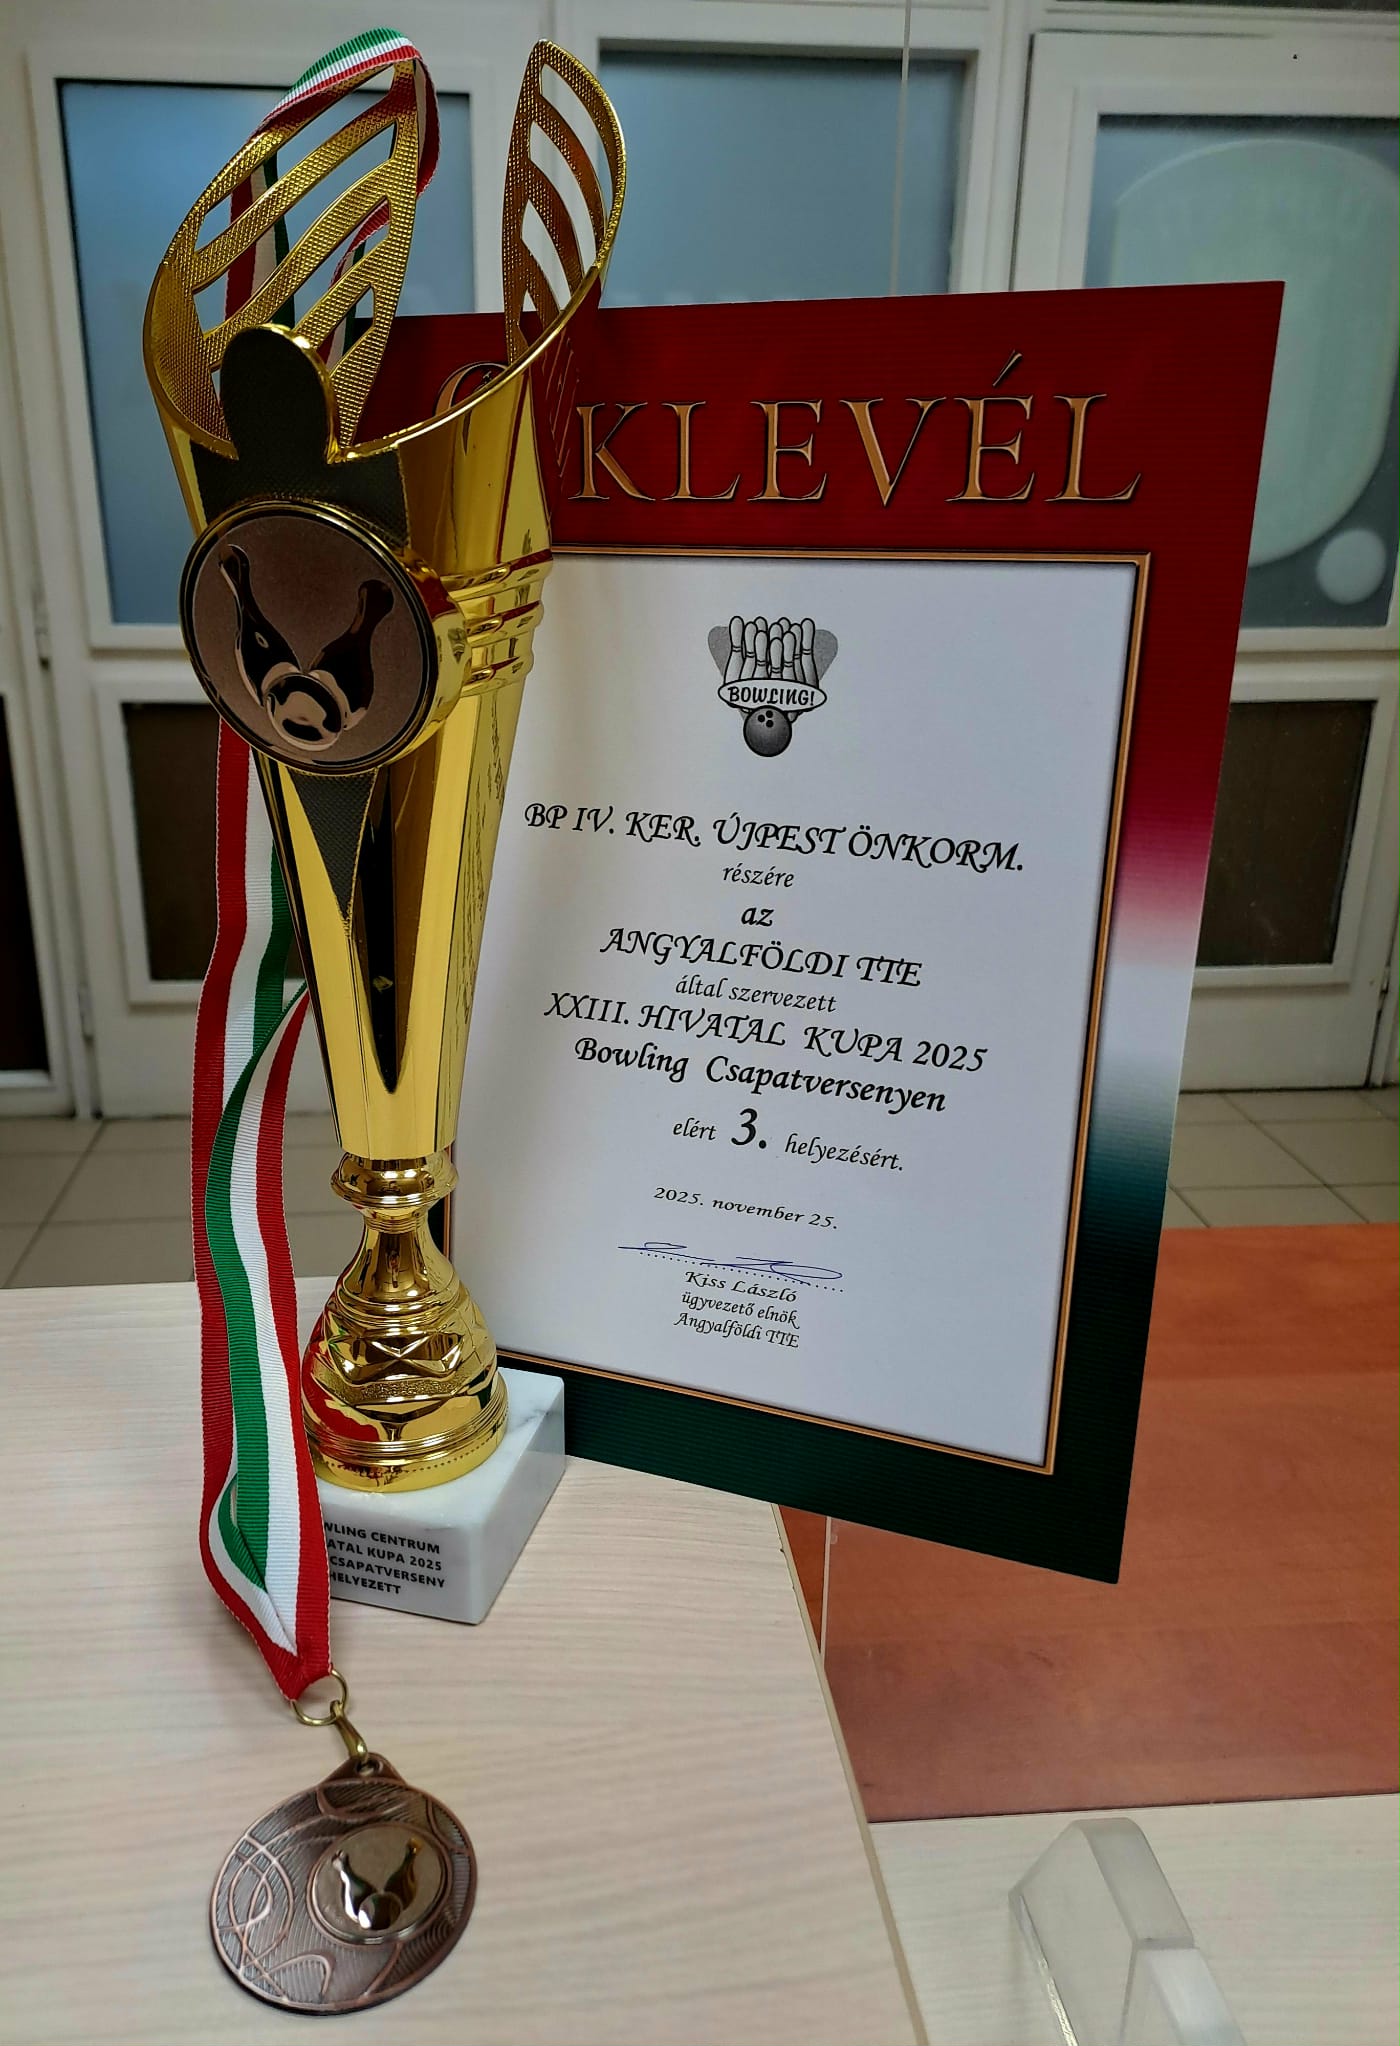 OKLEVÉL
BOWLING!
BP IV. KER. ÚJPEST ÖNKORM.
részére
az
ANGYALFÖLDI TTE
által szervezett
XXIII. HIVATAL KUPA 2025
Bowling Csapatversenyen
elért 3. helyezésért.
2025. november 25.
Kiss László
ügyvezető elnök
Angyalföldi TTE
WLING CENTRUM
ATAL KUPA 2025
CSAPATVERSENY
HELYEZETT